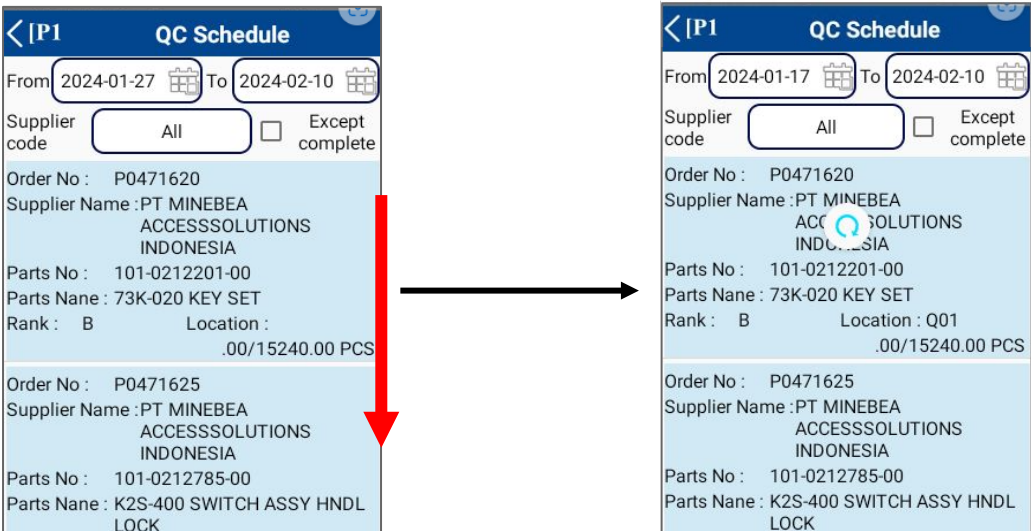 [P1 QC Schedule
From 2024-01-27 To 2024-02-10
Supplier code All Except complete
Order No : P0471620
Supplier Name :PT MINEBEA
ACCESSSOLUTIONS
INDONESIA
Parts No : 101-0212201-00
Parts Nane : 73K-020 KEY SET
Rank : B Location :
.00/15240.00 PCS
Order No : P0471625
Supplier Name :PT MINEBEA
ACCESSSOLUTIONS
INDONESIA
Parts No : 101-0212785-00
Parts Nane : K2S-400 SWITCH ASSY HNDL
LOCK
[P1 QC Schedule
From 2024-01-17 To 2024-02-10
Supplier code All Except complete
Order No : P0471620
Supplier Name :PT MINEBEA
Parts No : 101-0212201-00
Parts Nane : 73K-020 KEY SET
Rank : B Location : Q01
.00/15240.00 PCS
Order No : P0471625
Supplier Name :PT MINEBEA
ACCESSSOLUTIONS
INDONESIA
Parts No : 101-0212785-00
Parts Nane : K2S-400 SWITCH ASSY HNDL
LOCK